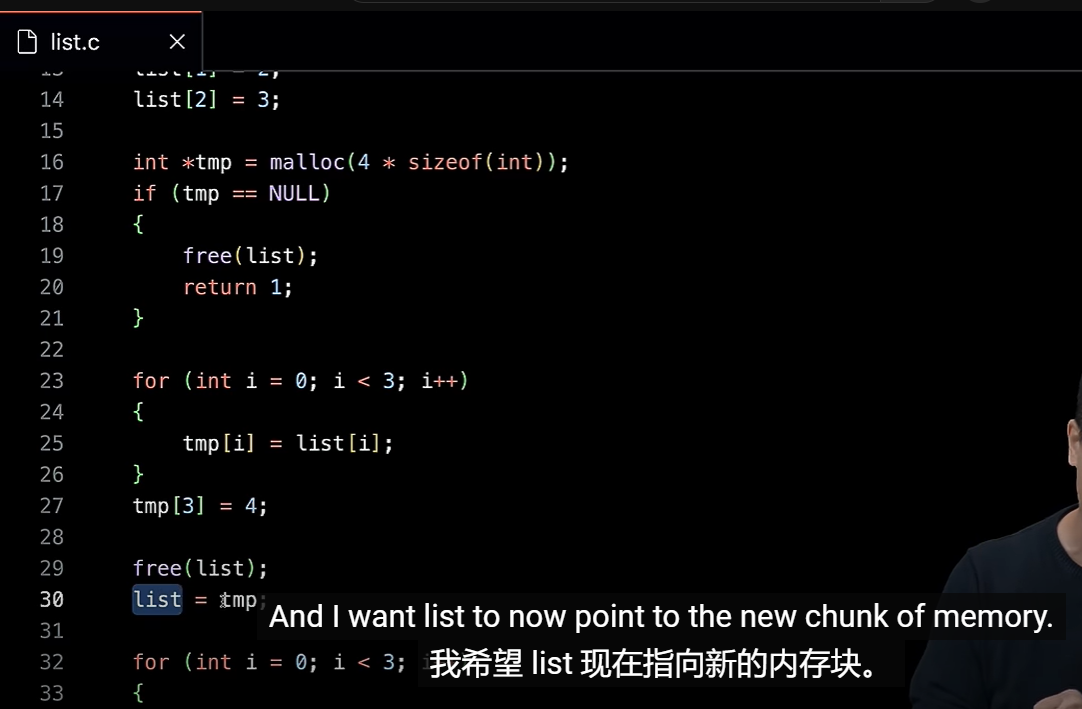 list.c
13 list[1] = 2;
14 list[2] = 3;
15
16 int *tmp = malloc(4 * sizeof(int));
17 if (tmp == NULL)
18 {
19 free(list);
20 return 1;
21 }
22
23 for (int i = 0; i < 3; i++)
24 {
25 tmp[i] = list[i];
26 }
27 tmp[3] = 4;
28
29 free(list);
30 list = tmp;
And I want list to now point to the new chunk of memory.
31
32 for (int i = 0; i < 3; i
我希望 list 现在指向新的内存块。
33 {